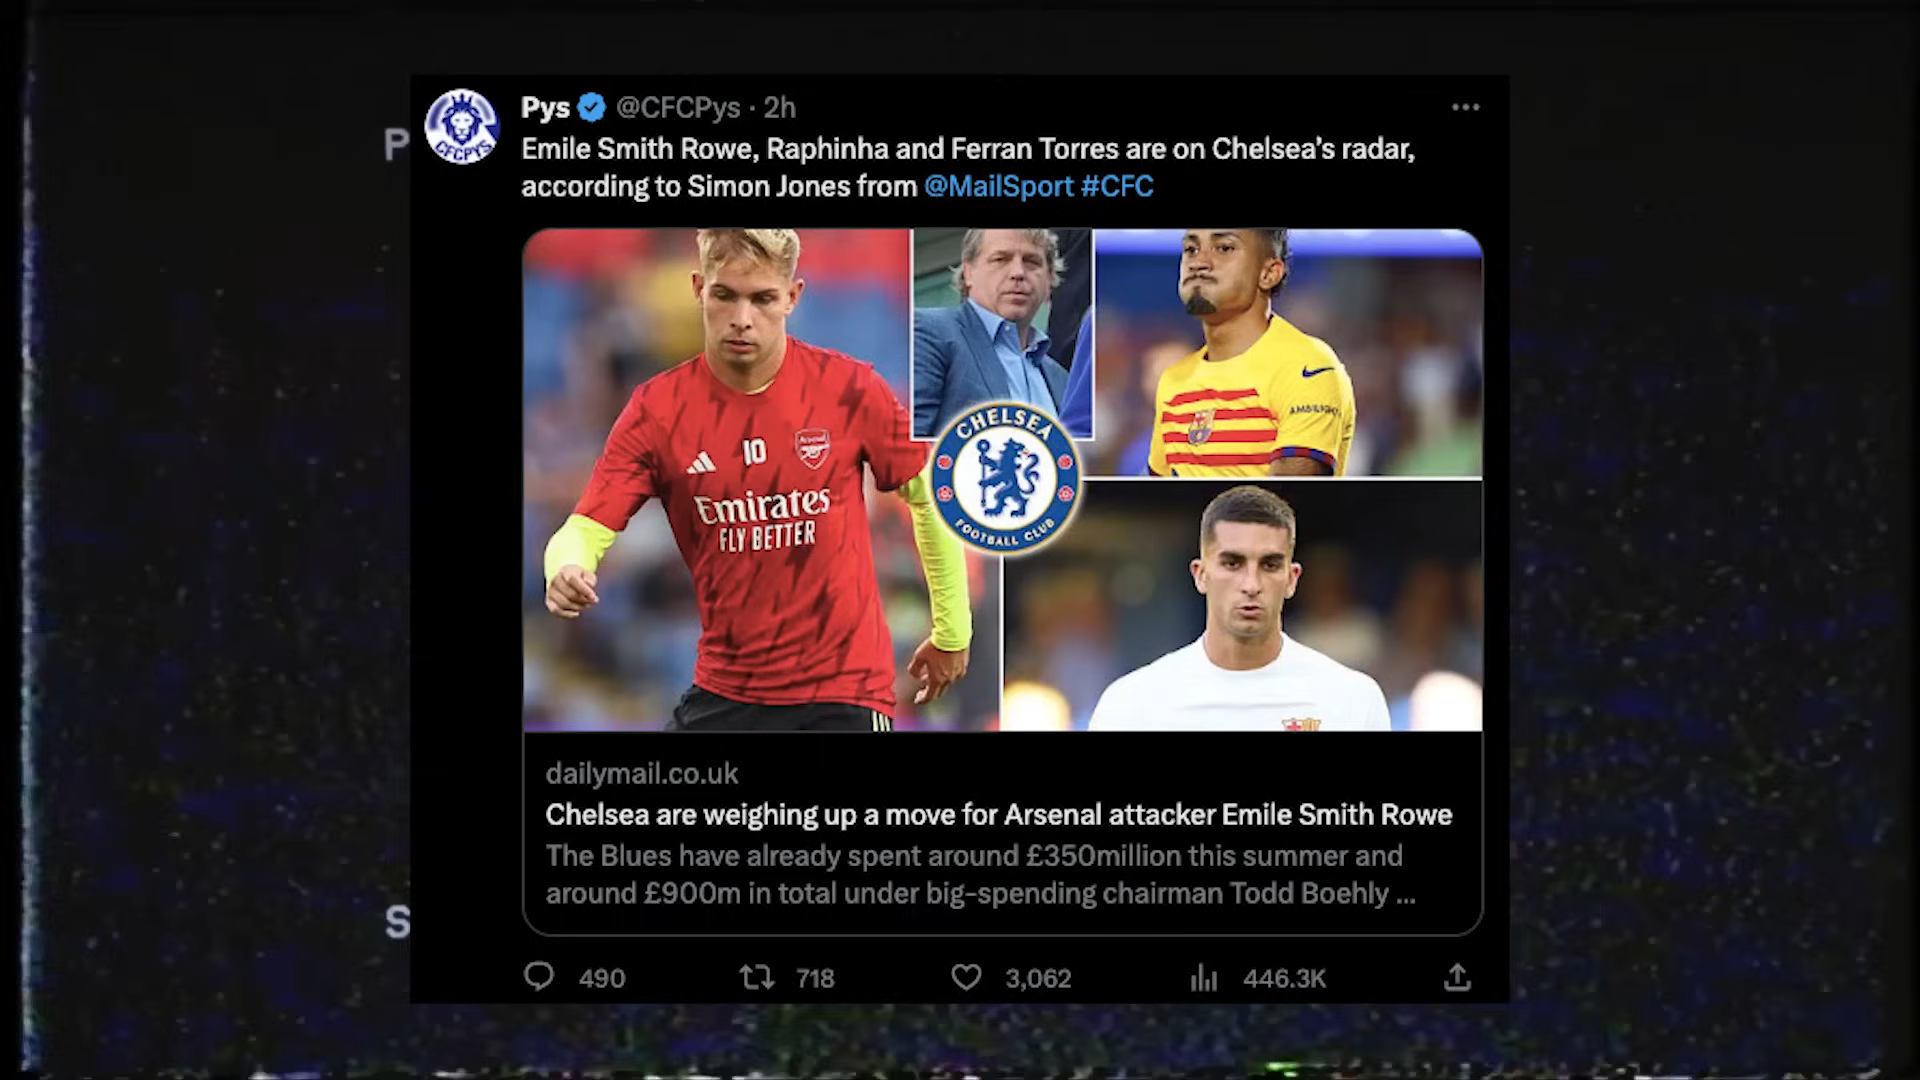 P
CFCPYS
Pys @CFCPys · 2h
Emile Smith Rowe, Raphinha and Ferran Torres are on Chelsea's radar,
according to Simon Jones from @MailSport #CFC
10
Arsenal
Emirates
FLY BETTER
CHELSEA
FOOTBALL CLUB
dailymail.co.uk
Chelsea are weighing up a move for Arsenal attacker Emile Smith Rowe
The Blues have already spent around £350million this summer and
around £900m in total under big-spending chairman Todd Boehly ...
S
490 718 3,062 446.3K